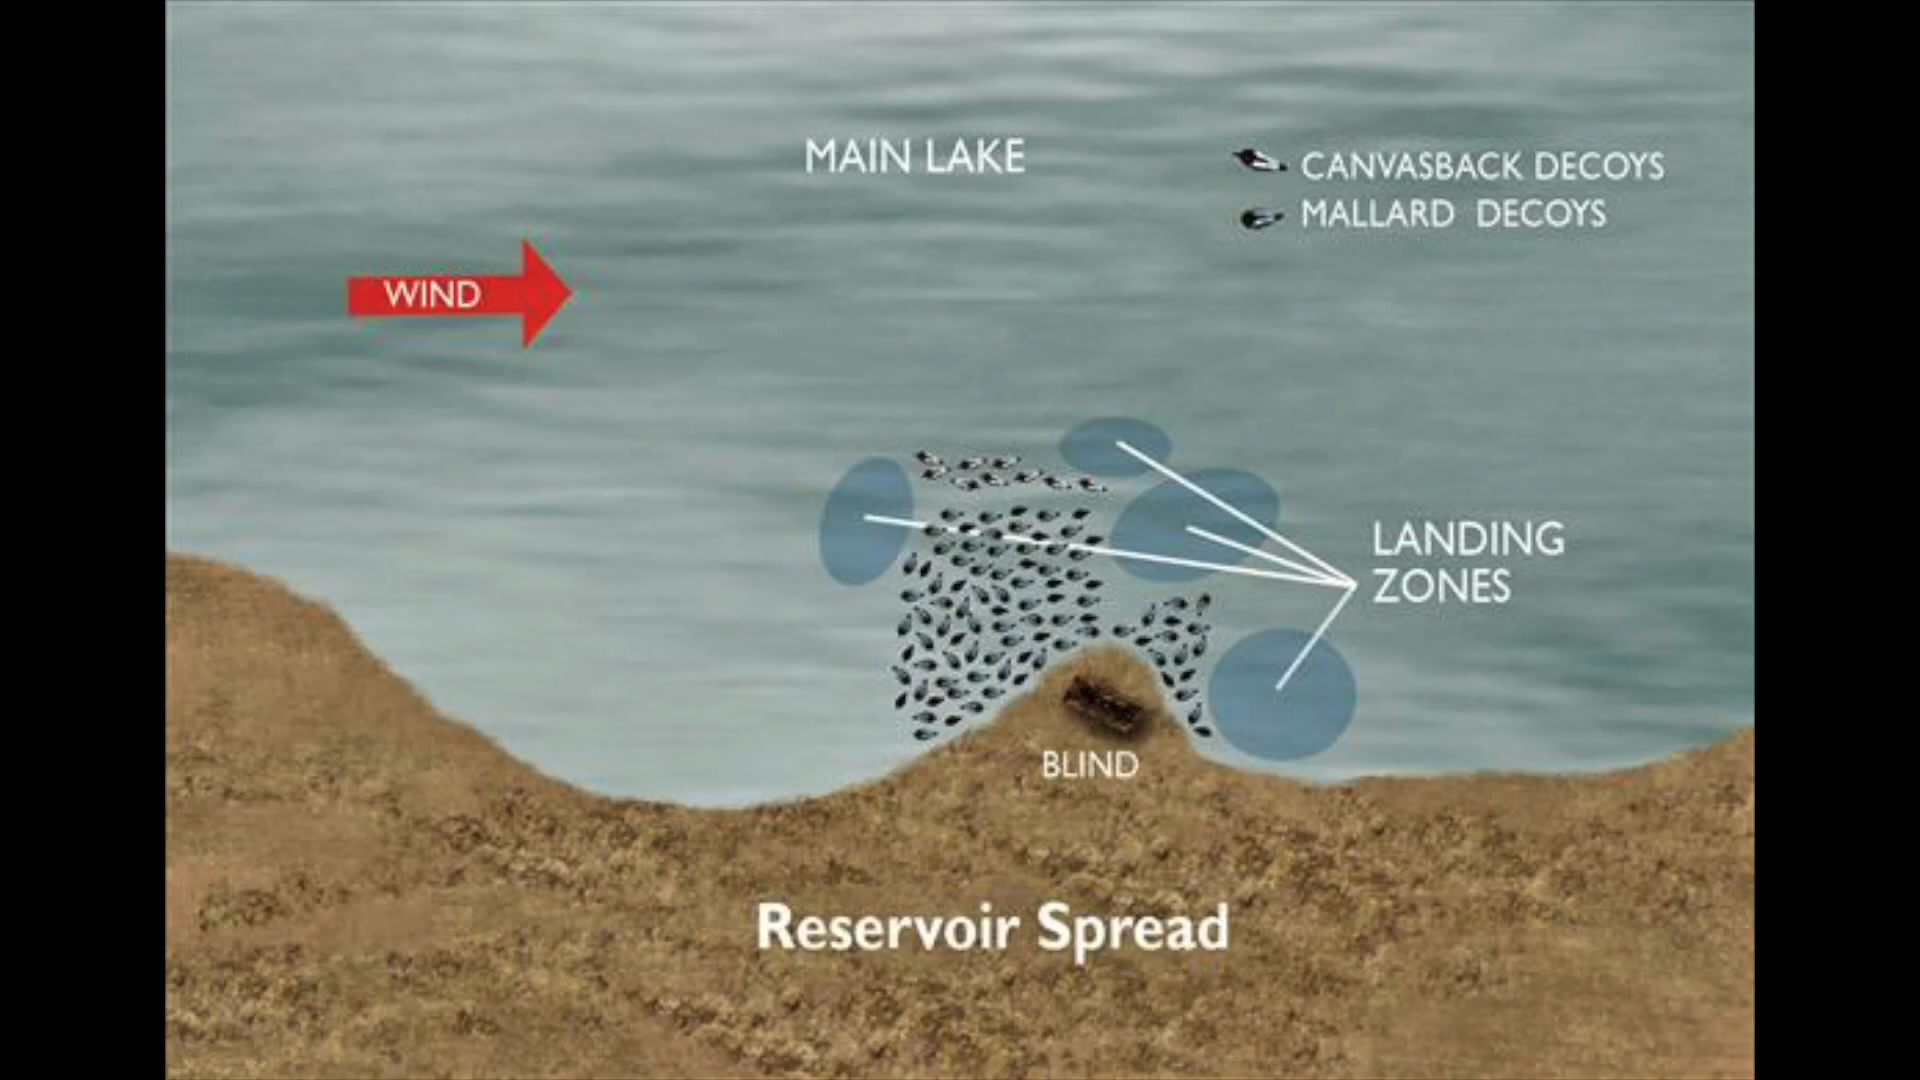 MAIN LAKE
CANVASBACK DECOYS
MALLARD DECOYS
WIND
LANDING
ZONES
BLIND
Reservoir Spread